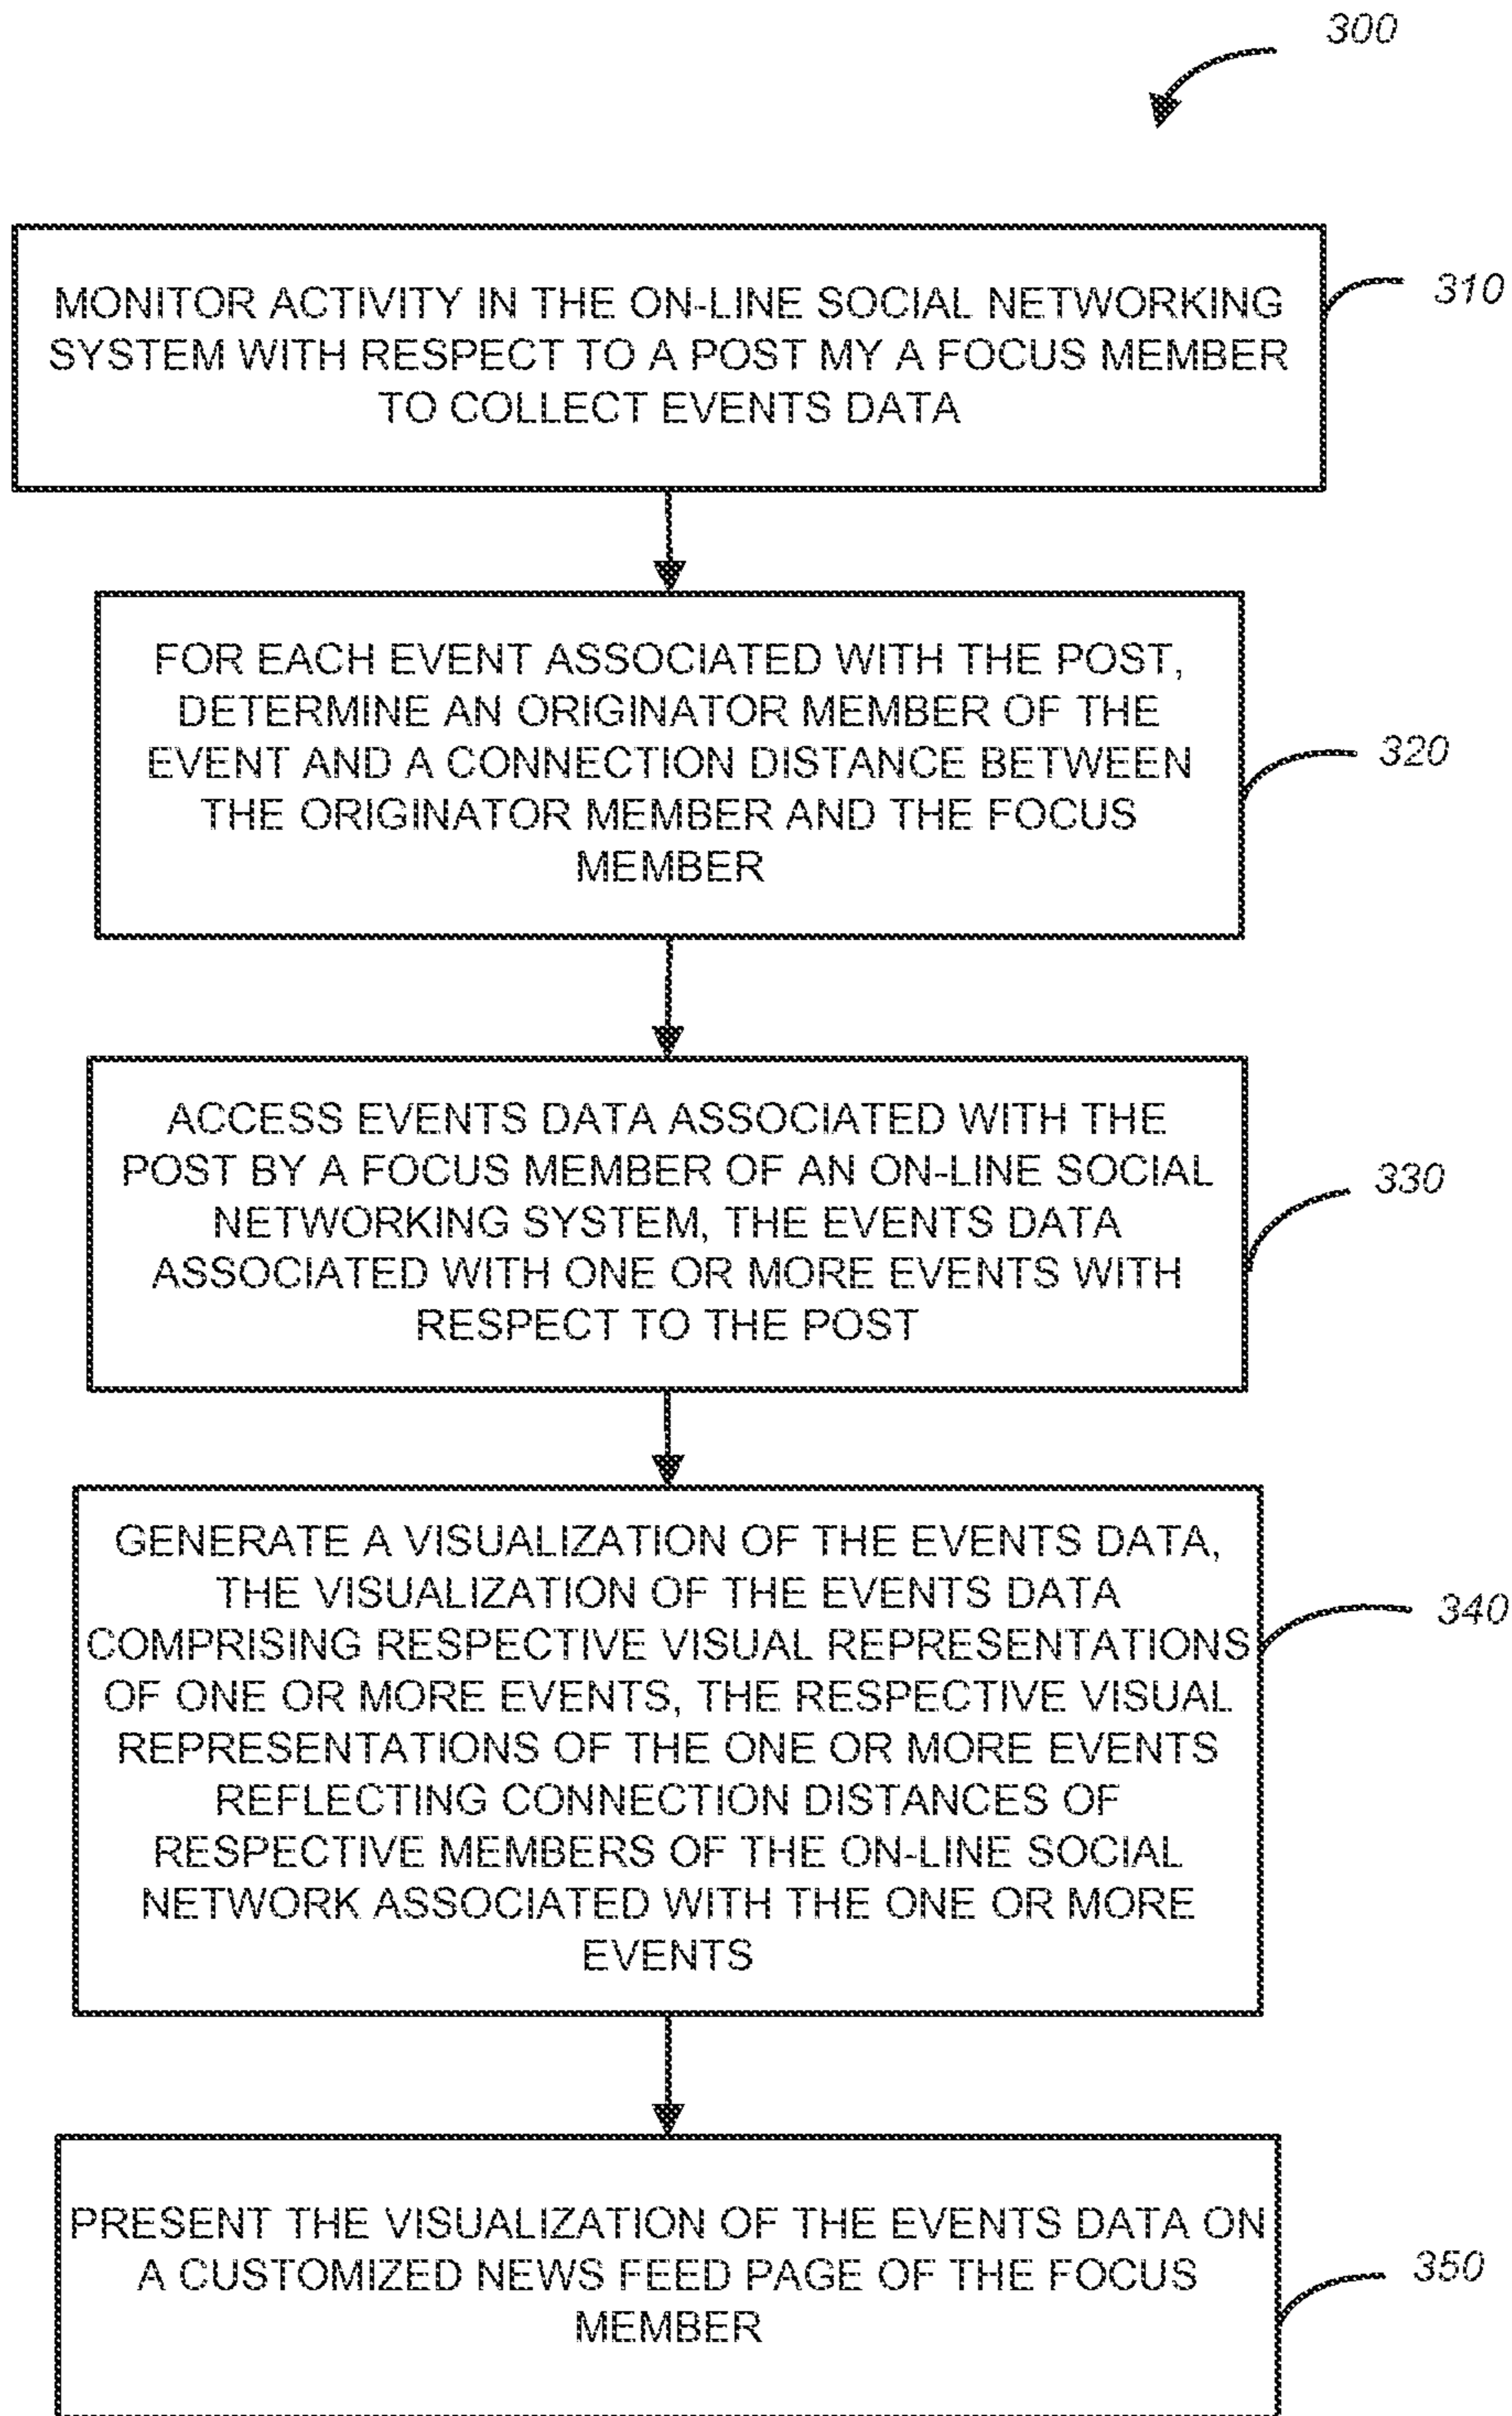 300
MONITOR ACTIVITY IN THE ON-LINE SOCIAL NETWORKING
SYSTEM WITH RESPECT TO A POST MY A FOCUS MEMBER
TO COLLECT EVENTS DATA
310
FOR EACH EVENT ASSOCIATED WITH THE POST,
DETERMINE AN ORIGINATOR MEMBER OF THE
EVENT AND A CONNECTION DISTANCE BETWEEN
THE ORIGINATOR MEMBER AND THE FOCUS
MEMBER
320
ACCESS EVENTS DATA ASSOCIATED WITH THE
POST BY A FOCUS MEMBER OF AN ON-LINE SOCIAL
NETWORKING SYSTEM, THE EVENTS DATA
ASSOCIATED WITH ONE OR MORE EVENTS WITH
RESPECT TO THE POST
330
GENERATE A VISUALIZATION OF THE EVENTS DATA,
THE VISUALIZATION OF THE EVENTS DATA
COMPRISING RESPECTIVE VISUAL REPRESENTATIONS
OF ONE OR MORE EVENTS, THE RESPECTIVE VISUAL
REPRESENTATIONS OF THE ONE OR MORE EVENTS
REFLECTING CONNECTION DISTANCES OF
RESPECTIVE MEMBERS OF THE ON-LINE SOCIAL
NETWORK ASSOCIATED WITH THE ONE OR MORE
EVENTS
340
PRESENT THE VISUALIZATION OF THE EVENTS DATA ON
A CUSTOMIZED NEWS FEED PAGE OF THE FOCUS
MEMBER
350